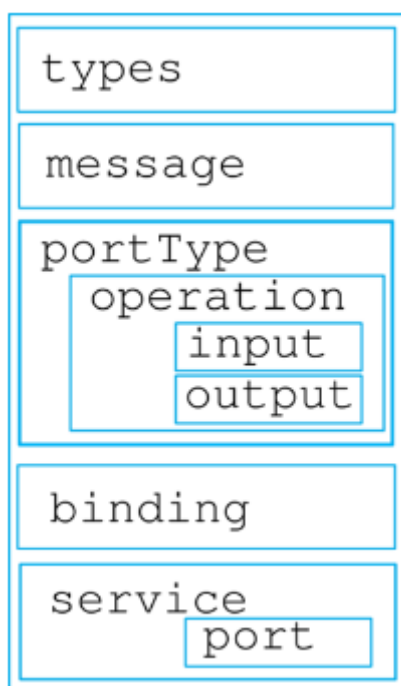 types
message
portType
operation
input
output
binding
service
port